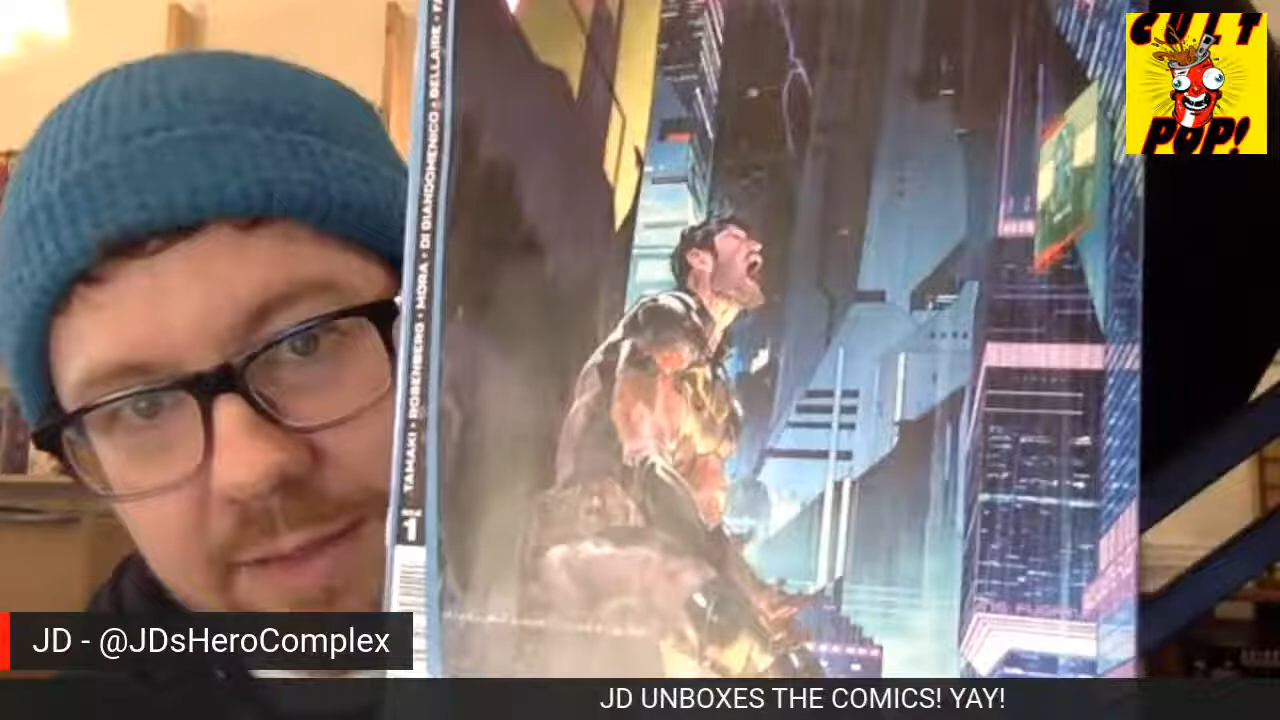 CULT
POP!
TAMAKI • ROSENBERG • MORA • DI GIANDOMENICO • BELLAIRE •
1
JD - @JDsHeroComplex
JD UNBOXES THE COMICS! YAY!